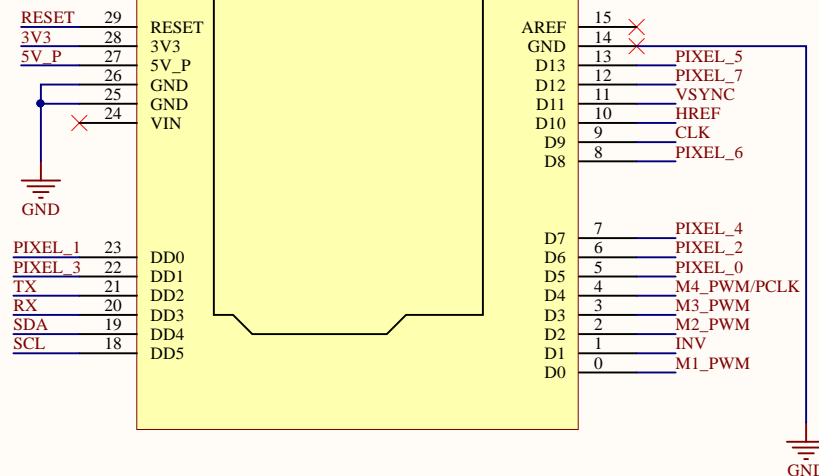 RESET 29 RESET
3V3 28 3V3
5V_P 27 5V_P
26 GND
25 GND
24 VIN
GND
PIXEL_1 23 DD0
PIXEL_3 22 DD1
TX 21 DD2
RX 20 DD3
SDA 19 DD4
SCL 18 DD5
AREF 15
GND 14
D13 13 PIXEL_5
D12 12 PIXEL_7
D11 11 VSYNC
D10 10 HREF
D9 9 CLK
D8 8 PIXEL_6
D7 7 PIXEL_4
D6 6 PIXEL_2
D5 5 PIXEL_0
D4 4 M4_PWM/PCLK
D3 3 M3_PWM
D2 2 M2_PWM
D1 1 INV
D0 0 M1_PWM
GND